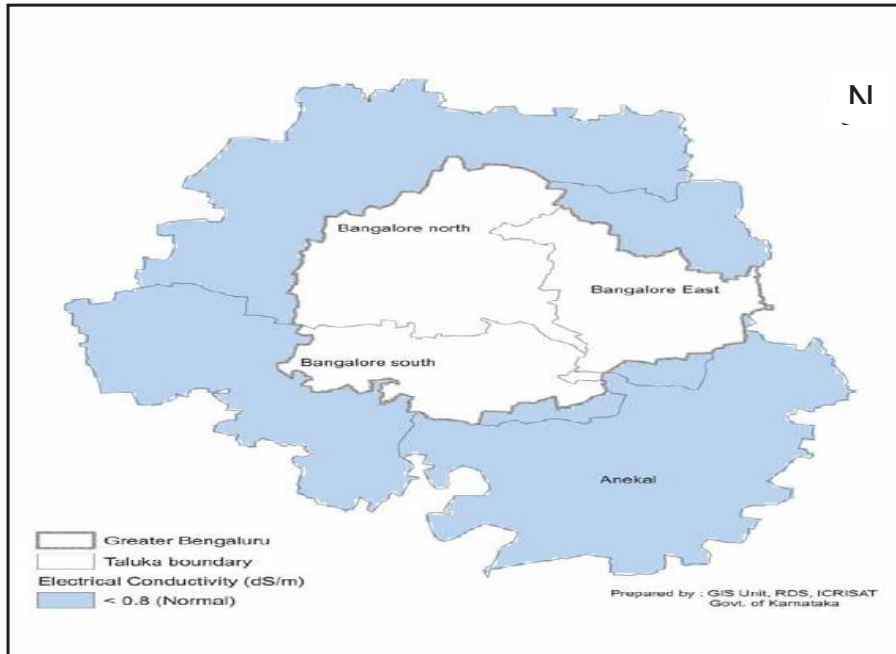 N
Bangalore north
Bangalore East
Bangalore south
Anekal
Greater Bengaluru
Taluka boundary
Electrical Conductivity (dS/m)
< 0.8 (Normal)
Prepared by : GIS Unit, RDS, ICRISAT
Govt. of Karnataka